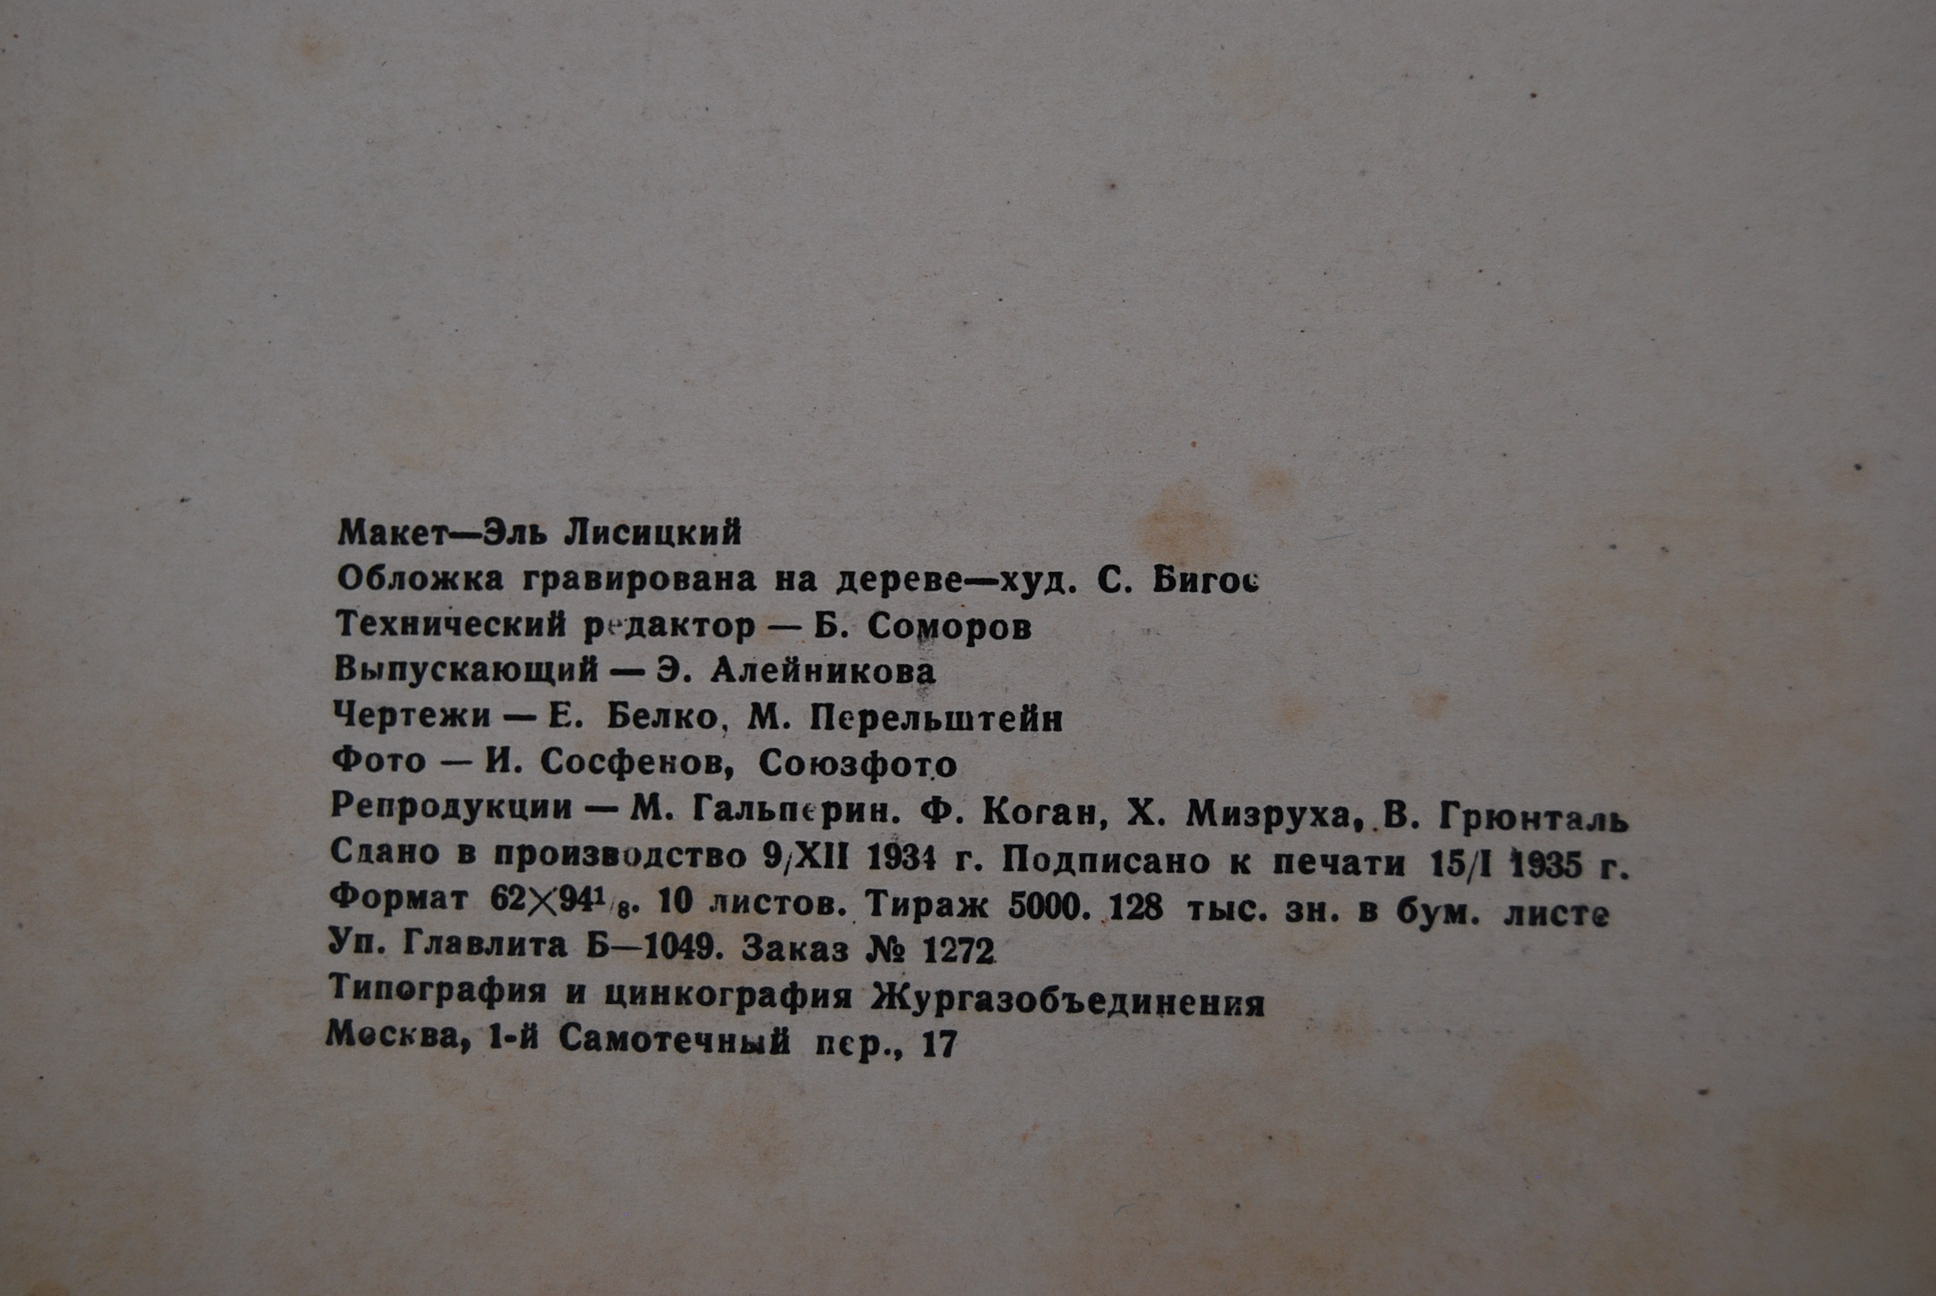 Макет—Эль Лисицкий
Обложка гравирована на дереве—худ. С. Бигос
Технический редактор — Б. Соморов
Выпускающий — Э. Алейникова
Чертежи — Е. Белко, М. Перельштейн
Фото — И. Сосфенов, Союзфото
Репродукции — М. Гальперин. Ф. Коган, Х. Мизруха, В. Грюнталь
Сдано в производство 9/XII 1934 г. Подписано к печати 15/I 1935 г.
Формат 62×94¹/₈. 10 листов. Тираж 5000. 128 тыс. зн. в бум. листе
Уп. Главлита Б—1049. Заказ № 1272
Типография и цинкография Жургазобъединения
Москва, 1-й Самотечный пер., 17